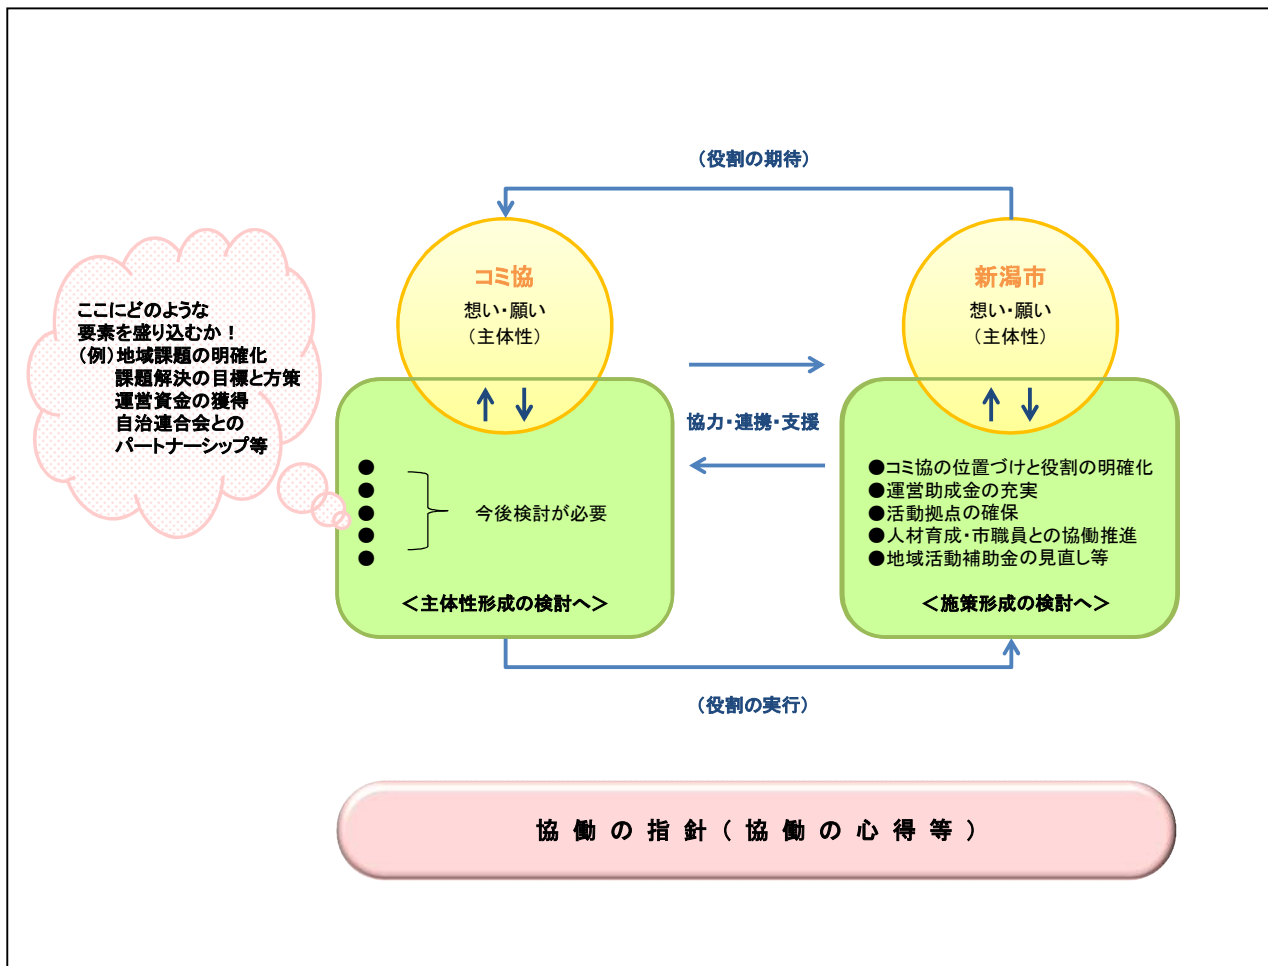 （役割の期待）
コミ協
想い・願い
（主体性）
新潟市
想い・願い
（主体性）
ここにどのような
要素を盛り込むか！
（例）地域課題の明確化
課題解決の目標と方策
運営資金の獲得
自治連合会との
パートナーシップ等
協力・連携・支援
●
●
●
●
●
今後検討が必要
＜主体性形成の検討へ＞
●コミ協の位置づけと役割の明確化
●運営助成金の充実
●活動拠点の確保
●人材育成・市職員との協働推進
●地域活動補助金の見直し等
＜施策形成の検討へ＞
（役割の実行）
協働の指針（協働の心得等）